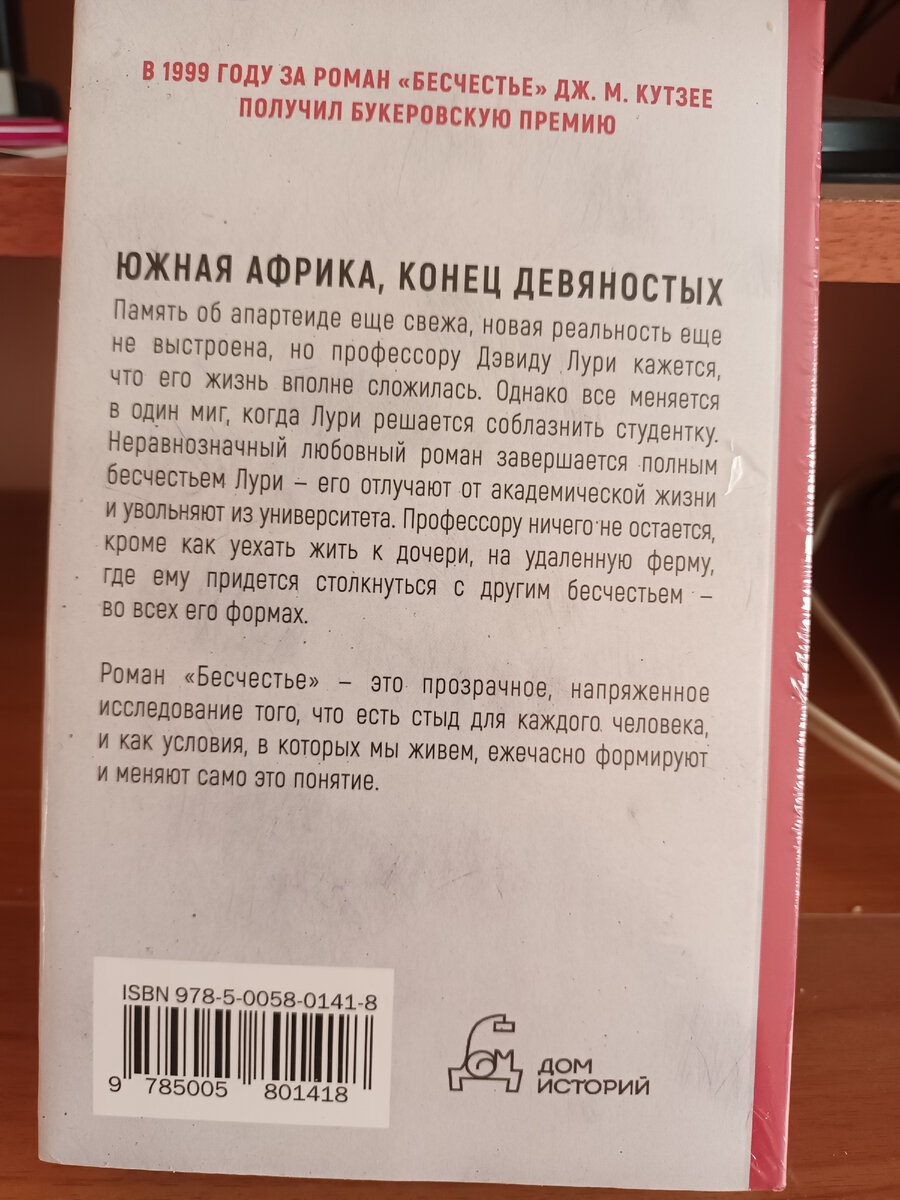 В 1999 ГОДУ ЗА РОМАН «БЕСЧЕСТЬЕ» ДЖ. М. КУТЗЕЕ
ПОЛУЧИЛ БУКЕРОВСКУЮ ПРЕМИЮ
ЮЖНАЯ АФРИКА, КОНЕЦ ДЕВЯНОСТЫХ
Память об апартеиде еще свежа, новая реальность еще
не выстроена, но профессору Дэвиду Лури кажется,
что его жизнь вполне сложилась. Однако все меняется
в один миг, когда Лури решается соблазнить студентку.
Неравнозначный любовный роман завершается полным
бесчестьем Лури – его отлучают от академической жизни
и увольняют из университета. Профессору ничего не остается,
кроме как уехать жить к дочери, на удаленную ферму,
где ему придется столкнуться с другим бесчестьем –
во всех его формах.
Роман «Бесчестье» – это прозрачное, напряженное
исследование того, что есть стыд для каждого человека,
и как условия, в которых мы живем, ежечасно формируют
и меняют само это понятие.
ISBN 978-5-0058-0141-8
9 785005 801418
ДОМ
ИСТОРИЙ